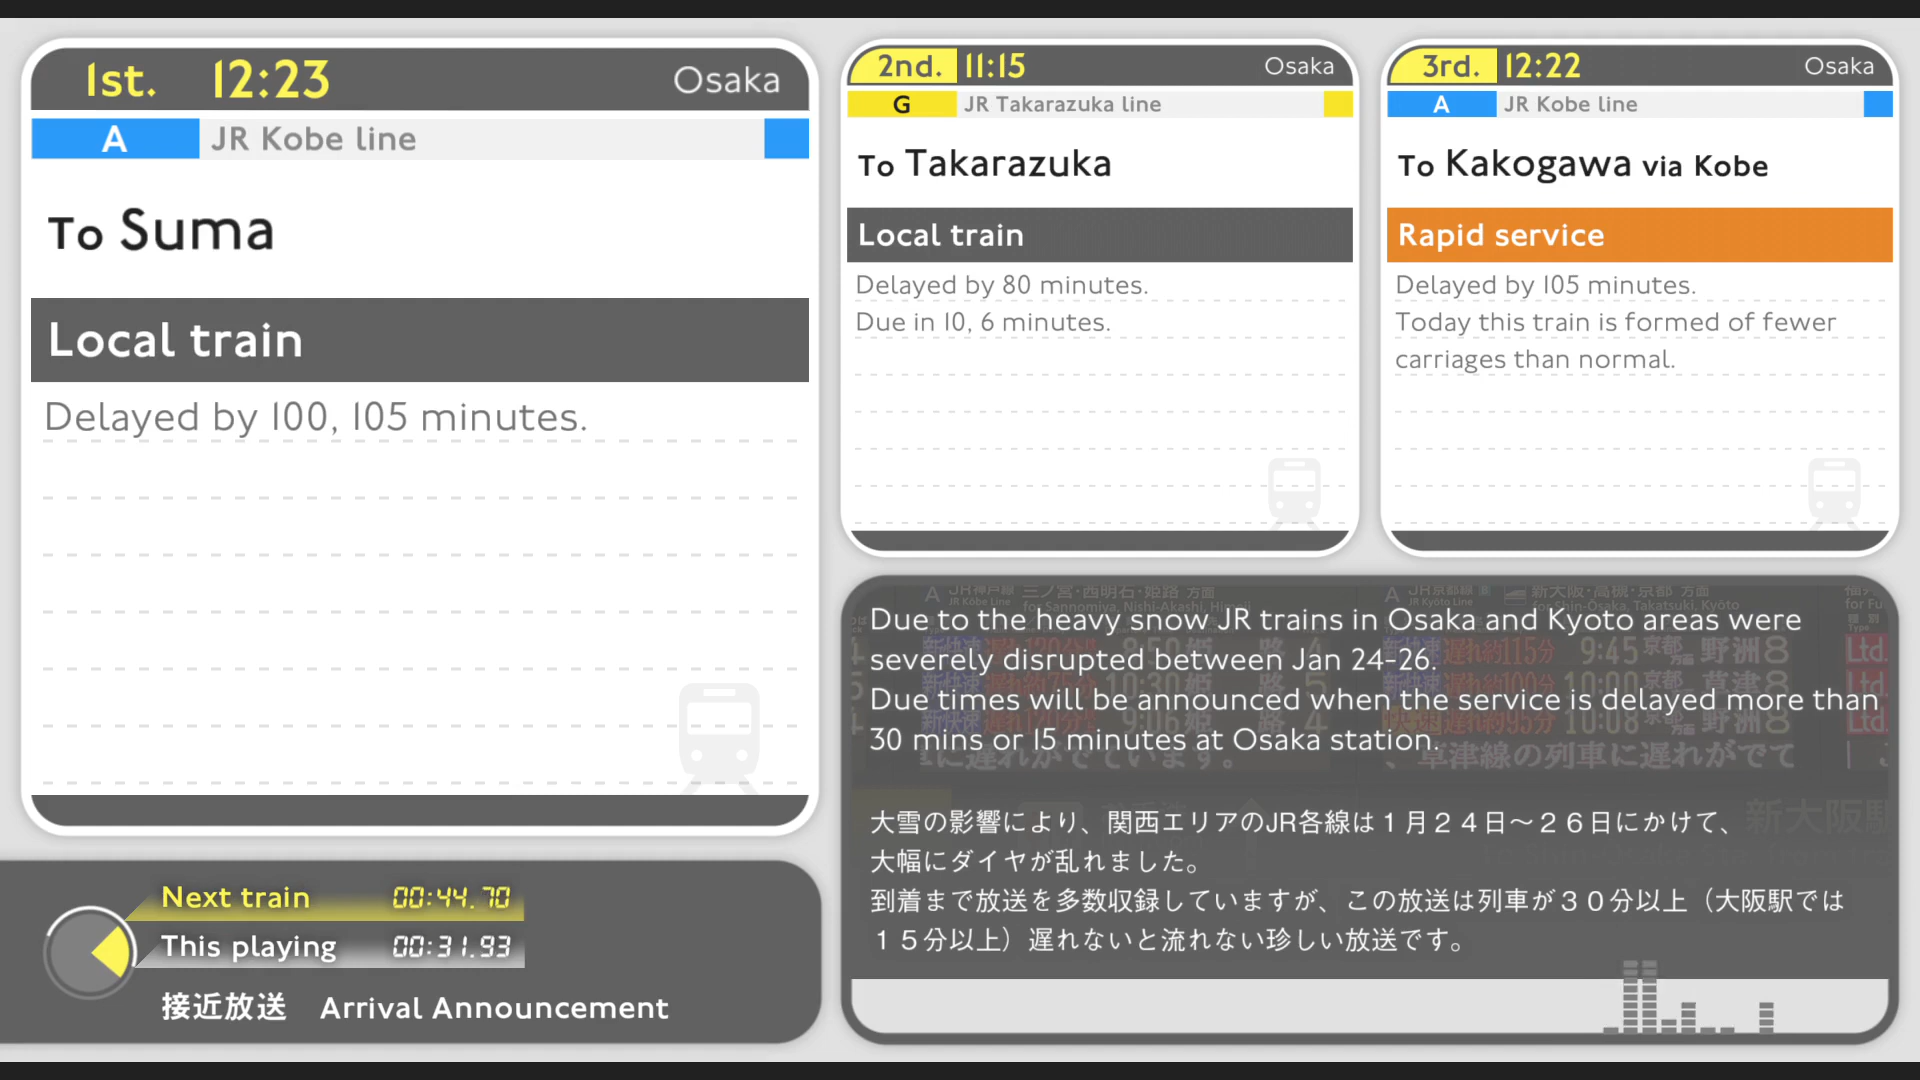 1st. 12:23 Osaka
A JR Kobe line
To Suma
Local train
Delayed by 100, 105 minutes.
2nd. 11:15 Osaka
G JR Takarazuka line
To Takarazuka
Local train
Delayed by 80 minutes.
Due in 10, 6 minutes.
3rd. 12:22 Osaka
A JR Kobe line
To Kakogawa via Kobe
Rapid service
Delayed by 105 minutes.
Today this train is formed of fewer
carriages than normal.
Next train 00:44.70
This playing 00:31.93
接近放送 Arrival Announcement
Due to the heavy snow JR trains in Osaka and Kyoto areas were
severely disrupted between Jan 24-26.
Due times will be announced when the service is delayed more than
30 mins or 15 minutes at Osaka station.
大雪の影響により、関西エリアのJR各線は１月２４日～２６日にかけて、
大幅にダイヤが乱れました。
到着まで放送を多数収録していますが、この放送は列車が３０分以上（大阪駅では
１５分以上）遅れないと流れない珍しい放送です。